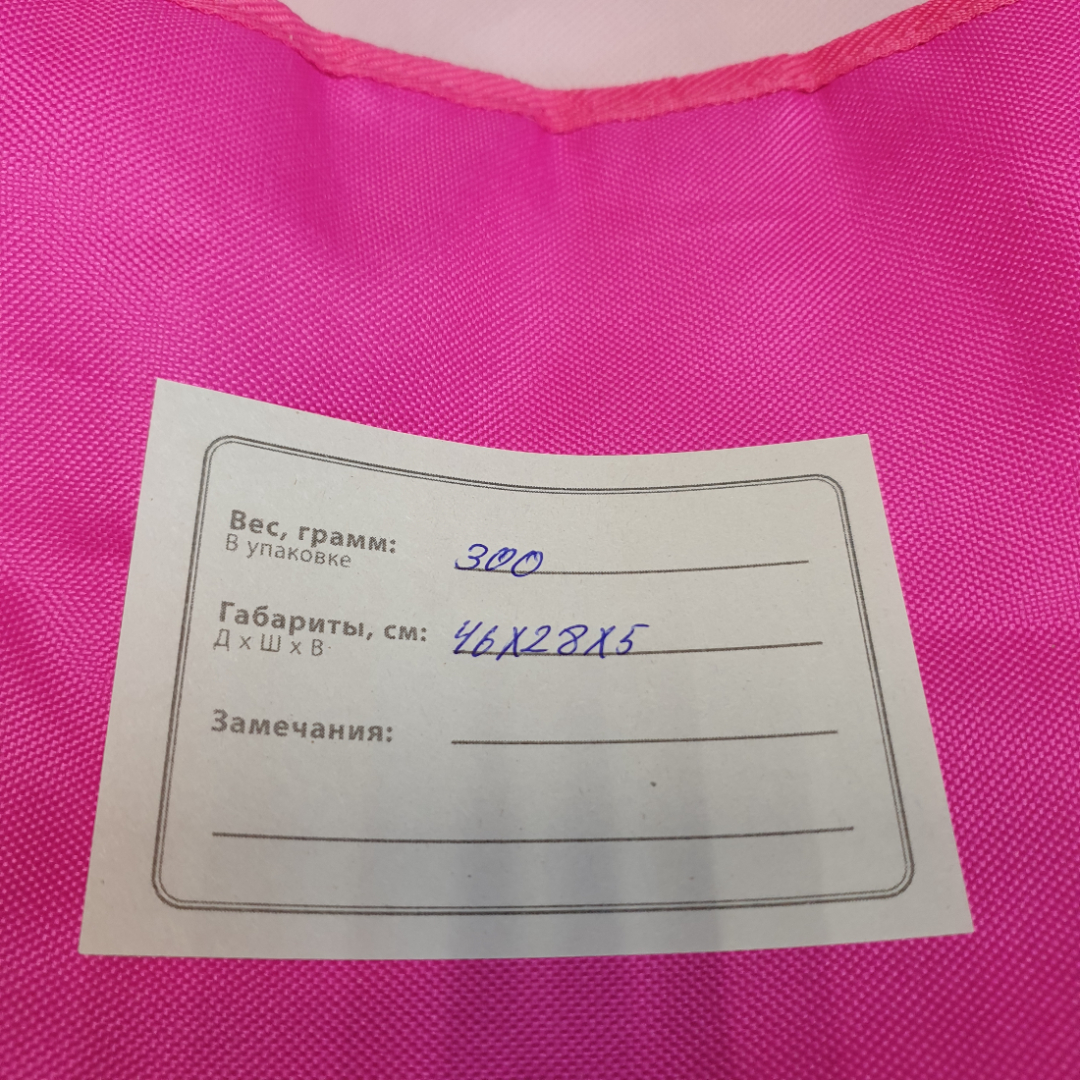 Вес, грамм: 300
В упаковке
Габариты, см: 46X28X5
Д x Ш x В
Замечания: